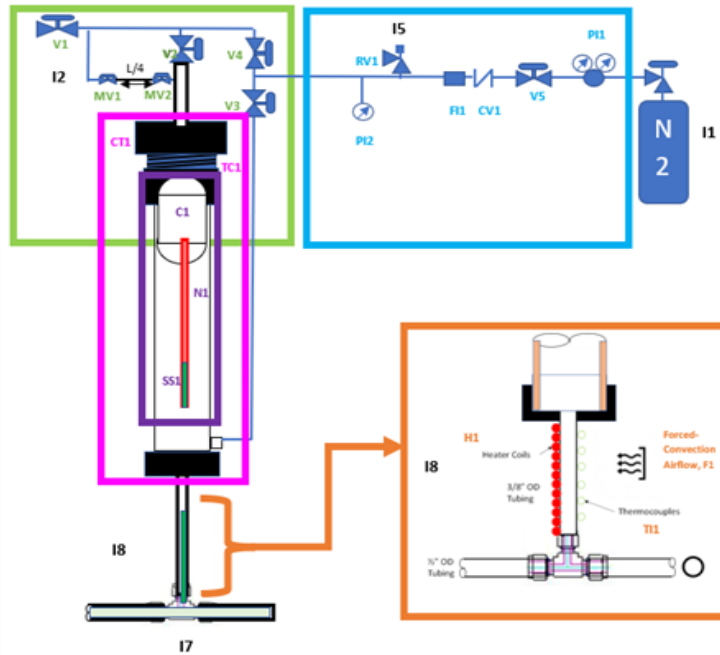 V1
I2
V2
V4
L/4
MV1
MV2
V3
I5
RV1
PI1
PI2
FI1
CV1
V5
N
2
I1
CT1
TC1
C1
N1
SS1
I8
I7
H1
Heater Coils
I8
3/8" OD
Tubing
Forced-
Convection
Airflow, F1
Thermocouples
TI1
½" OD
Tubing